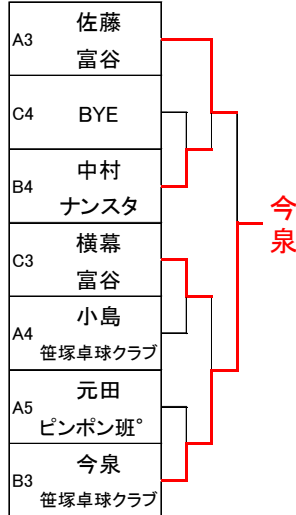 A3 佐藤
富谷
C4 BYE
B4 中村
ナンスタ
C3 横幕
富谷
A4 小島
笹塚卓球クラブ
A5 元田
ピンポン班°
B3 今泉
笹塚卓球クラブ
今泉